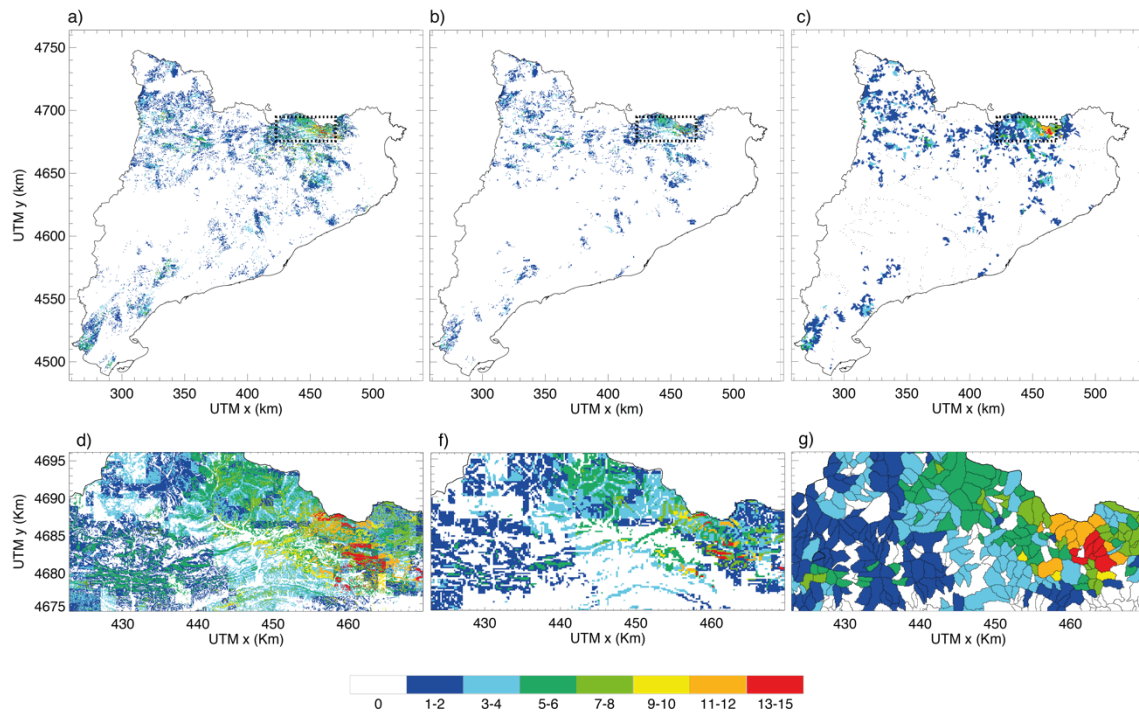 a) b) c)
4750
4700
4650
4600
4550
4500
UTM y (km)
300 350 400 450 500 300 350 400 450 500 300 350 400 450 500
UTM x (km) UTM x (km) UTM x (km)
d) f) g)
4695
4690
4685
4680
4675
UTM y (km)
430 440 450 460 430 440 450 460 430 440 450 460
UTM x (Km) UTM x (Km) UTM x (km)
0 1-2 3-4 5-6 7-8 9-10 11-12 13-15